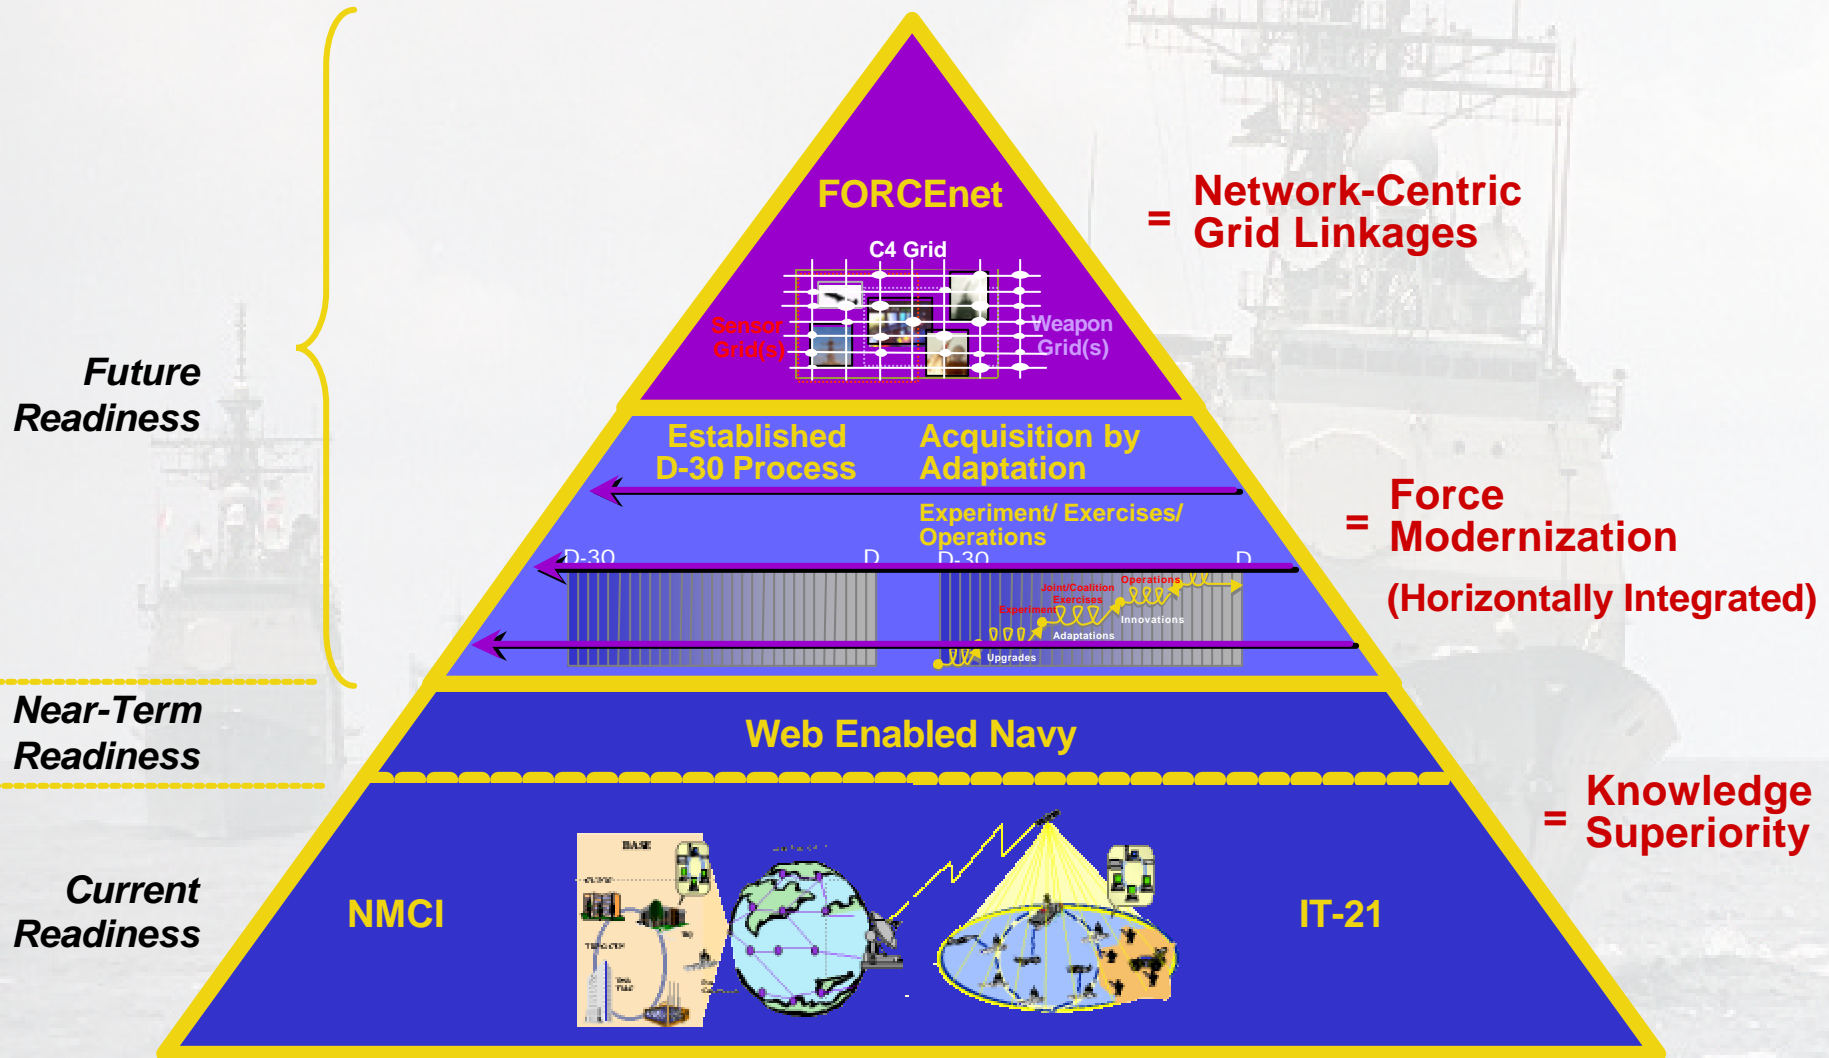 FORCEnet
C4 Grid
Sensor
Grid(s)
Weapon
Grid(s)
= Network-Centric
Grid Linkages
Future
Readiness
Established
D-30 Process
Acquisition by
Adaptation
Experiment/ Exercises/
Operations
D-30
D
D-30
D
Operations
Joint/Coalition
Exercises
Experiment
Innovations
Adaptations
Upgrades
= Force
Modernization
(Horizontally Integrated)
Near-Term
Readiness
Web Enabled Navy
= Knowledge
Superiority
Current
Readiness
NMCI
BASE
IT-21